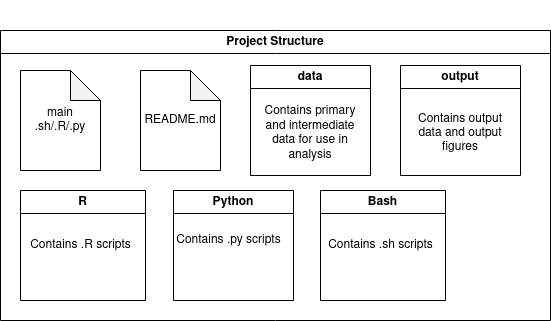 Project Structure
main
.sh/.R/.py
README.md
data
Contains primary
and intermediate
data for use in
analysis
output
Contains output
data and output
figures
R
Contains .R scripts
Python
Contains .py scripts
Bash
Contains .sh scripts